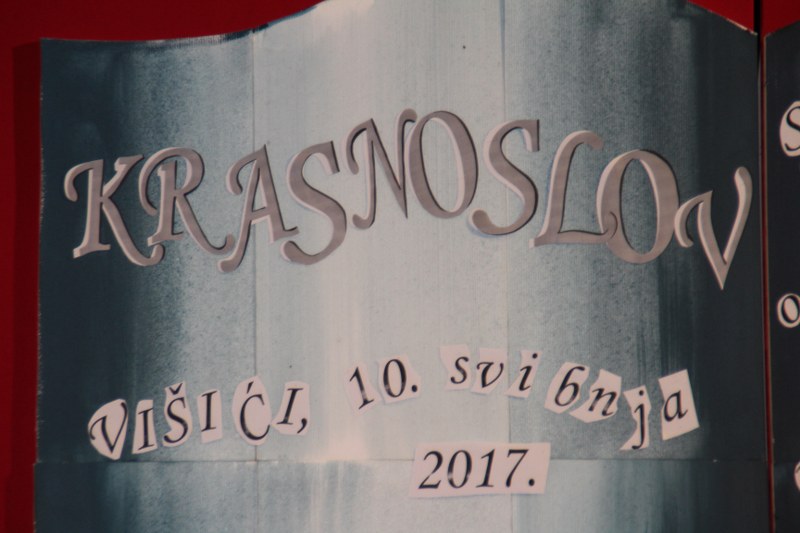 KRASNOSLOV
VIŠIĆI, 10. svibnja
2017.